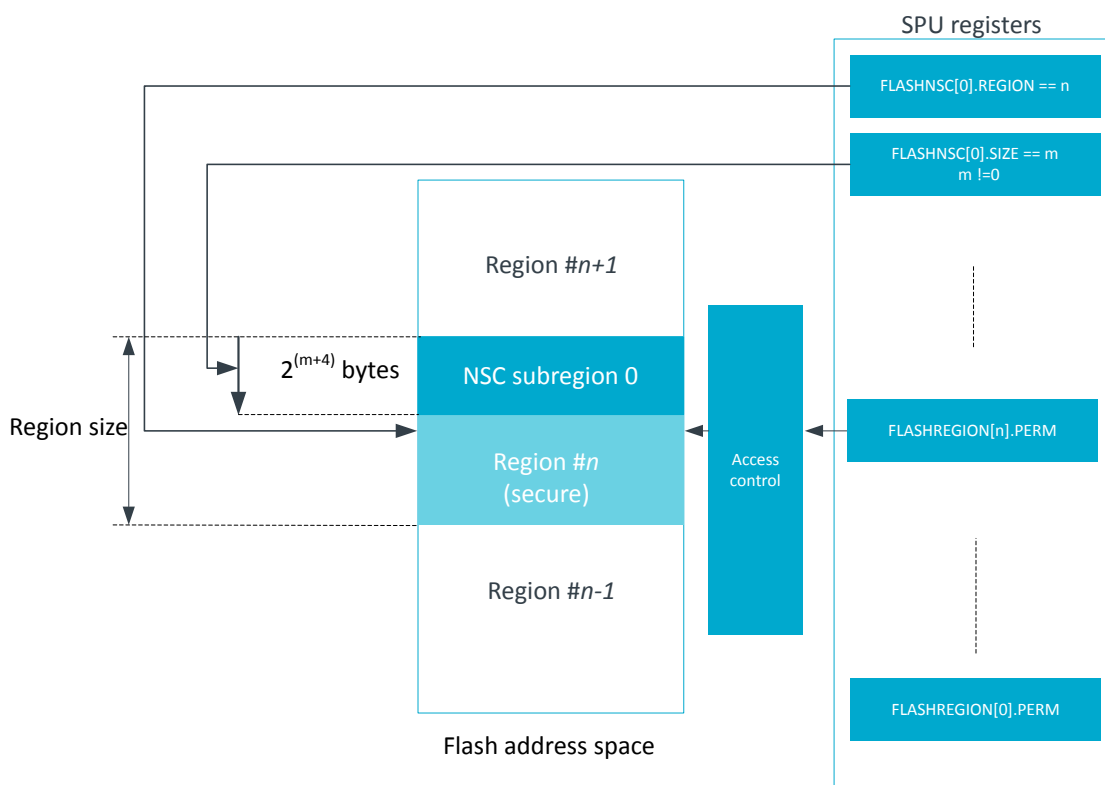 SPU registers
FLASHNSC[0].REGION == n
FLASHNSC[0].SIZE == m
m !=0
Region #n+1
2^(m+4) bytes
NSC subregion 0
Region size
Region #n
(secure)
Access
control
FLASHREGION[n].PERM
Region #n-1
FLASHREGION[0].PERM
Flash address space